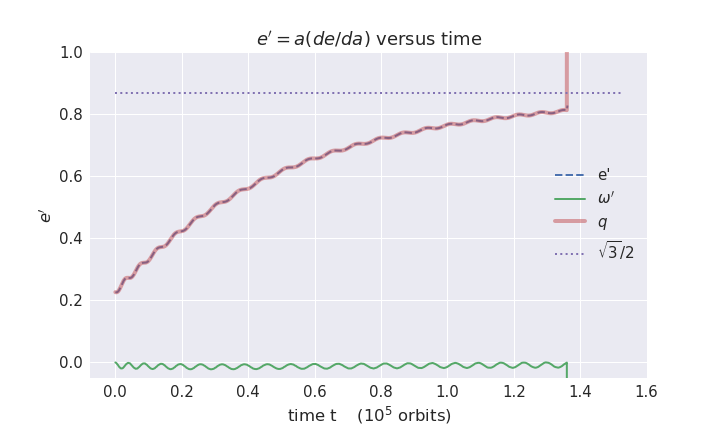 e′ = a(de/da) versus time
1.0
0.8
0.6
0.4
0.2
0.0
e′
e'
ω′
q
√3/2
0.0 0.2 0.4 0.6 0.8 1.0 1.2 1.4 1.6
time t (10⁵ orbits)